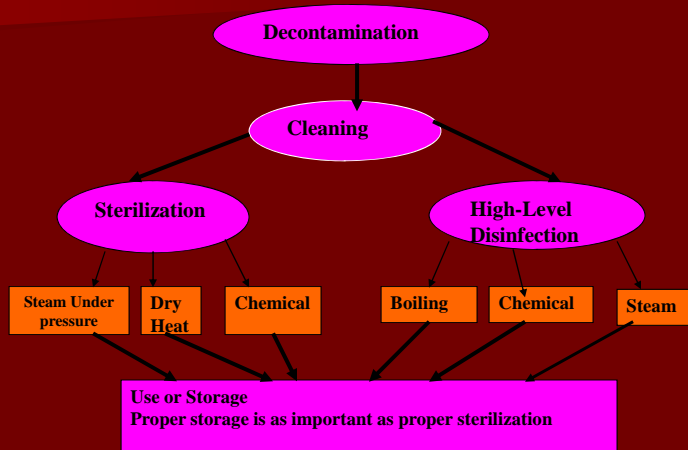 Decontamination
Cleaning
Sterilization
High-Level
Disinfection
Steam Under
pressure
Dry
Heat
Chemical
Boiling
Chemical
Steam
Use or Storage
Proper storage is as important as proper sterilization